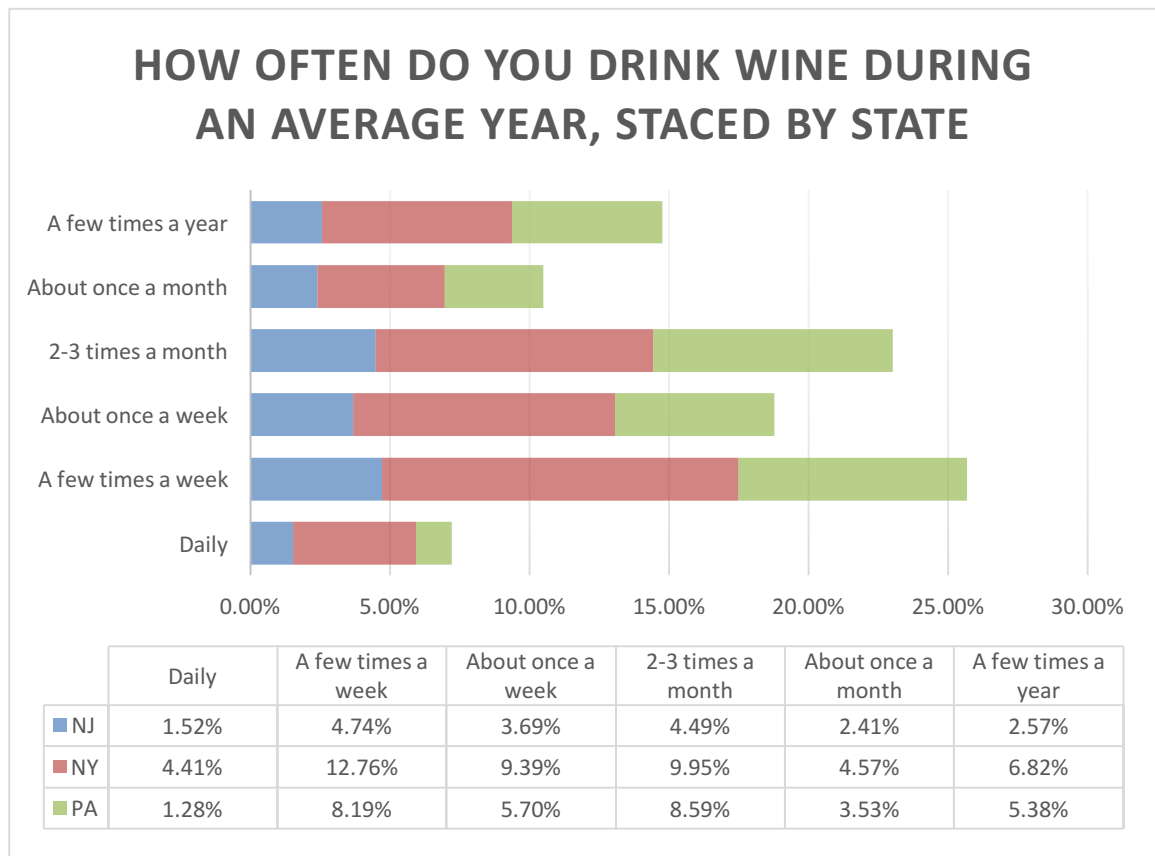 HOW OFTEN DO YOU DRINK WINE DURING
AN AVERAGE YEAR, STACED BY STATE
A few times a year
About once a month
2-3 times a month
About once a week
A few times a week
Daily
0.00% 5.00% 10.00% 15.00% 20.00% 25.00% 30.00%
Daily A few times a week About once a week 2-3 times a month About once a month A few times a year
NJ 1.52% 4.74% 3.69% 4.49% 2.41% 2.57%
NY 4.41% 12.76% 9.39% 9.95% 4.57% 6.82%
PA 1.28% 8.19% 5.70% 8.59% 3.53% 5.38%